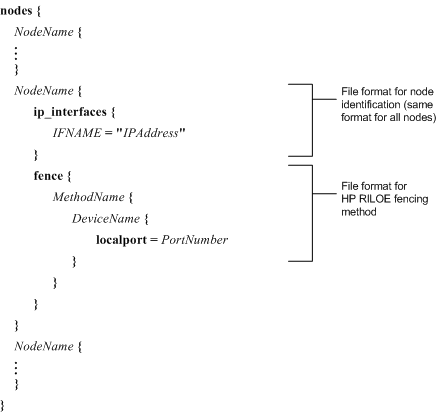 nodes {
NodeName {
⋮
}
NodeName {
ip_interfaces {
IFNAME = "IPAddress"
}
fence {
MethodName {
DeviceName {
localport = PortNumber
}
}
}
}
NodeName {
⋮
}
}
File format for node
identification (same
format for all nodes)
File format for
HP RILOE fencing
method